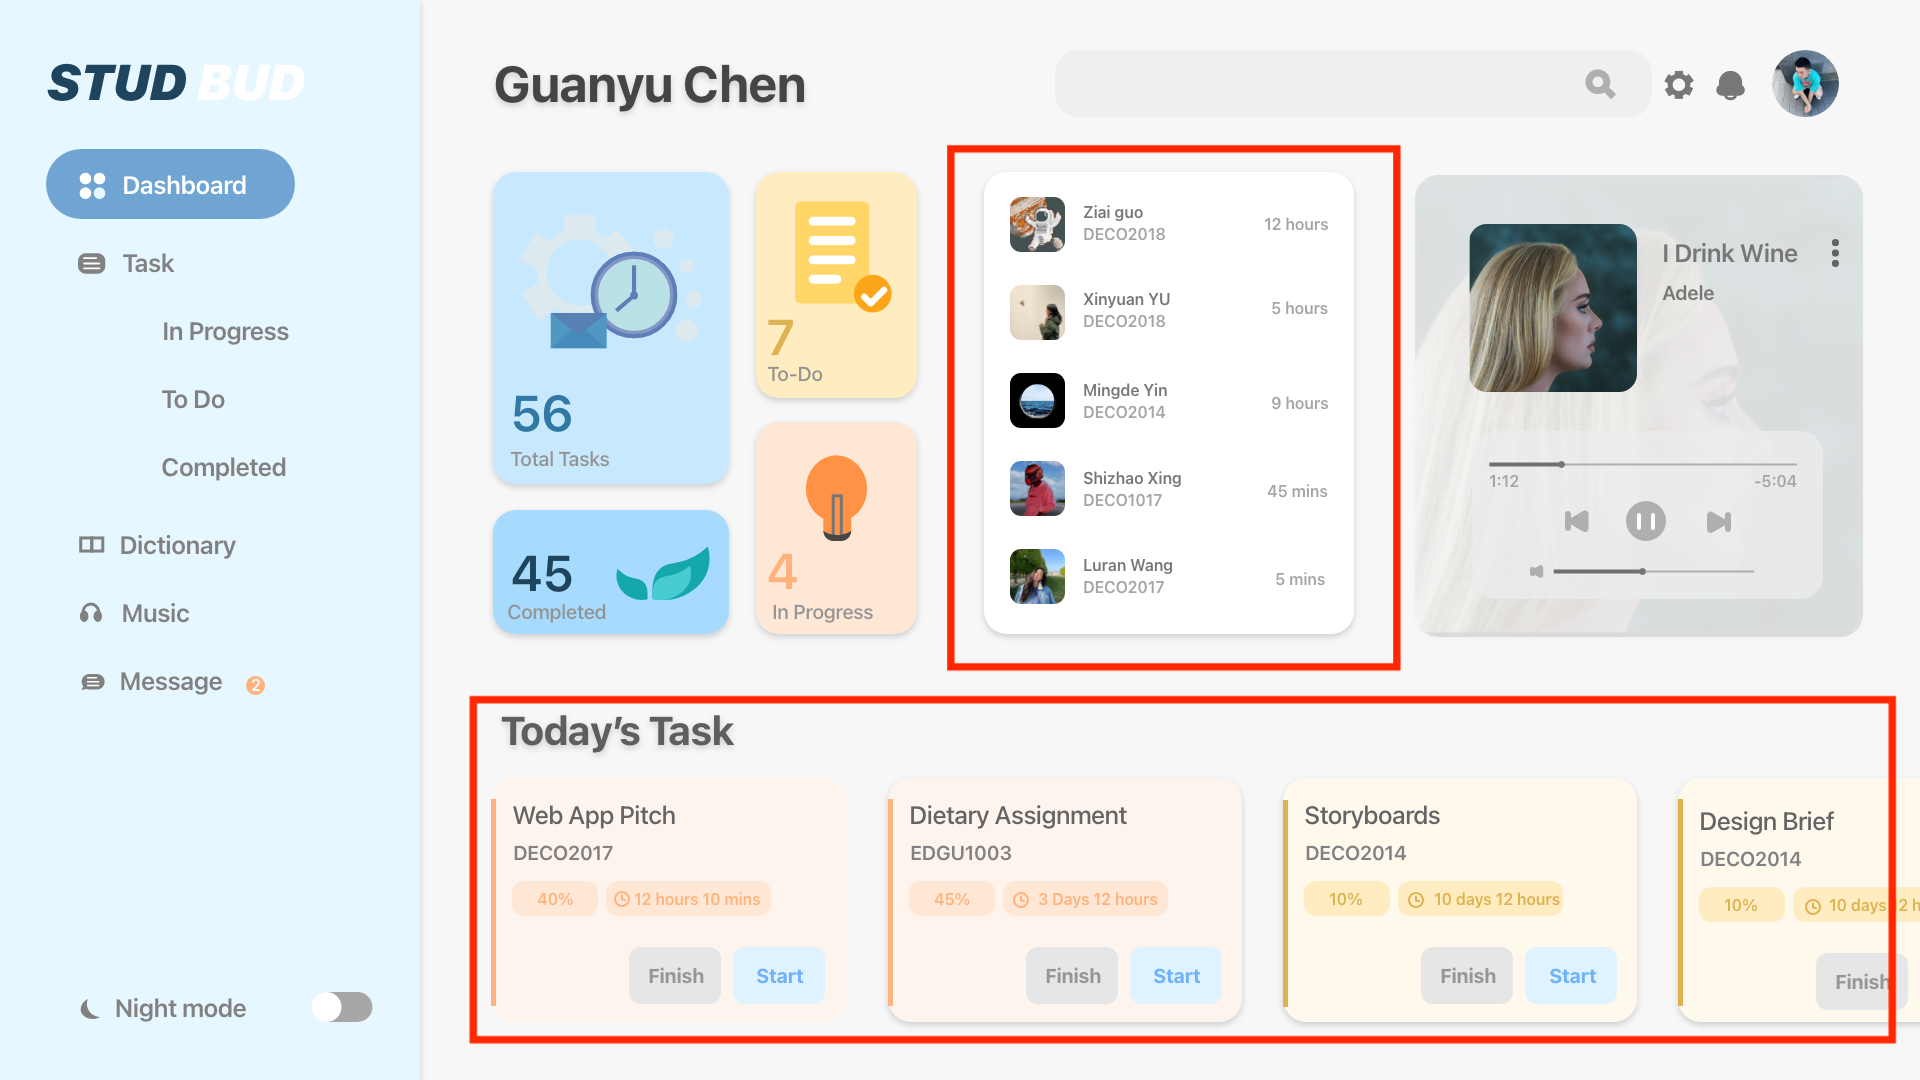 STUD BUD
Dashboard
Task
In Progress
To Do
Completed
Dictionary
Music
Message 2
Night mode
Guanyu Chen
56
Total Tasks
45
Completed
7
To-Do
4
In Progress
Ziai guo
DECO2018
12 hours
Xinyuan YU
DECO2018
5 hours
Mingde Yin
DECO2014
9 hours
Shizhao Xing
DECO1017
45 mins
Luran Wang
DECO2017
5 mins
I Drink Wine
Adele
1:12 -5:04
Today’s Task
Web App Pitch
DECO2017
40% 12 hours 10 mins
Finish Start
Dietary Assignment
EDGU1003
45% 3 Days 12 hours
Finish Start
Storyboards
DECO2014
10% 10 days 12 hours
Finish Start
Design Brief
DECO2014
10% 10 days 12 h
Finish